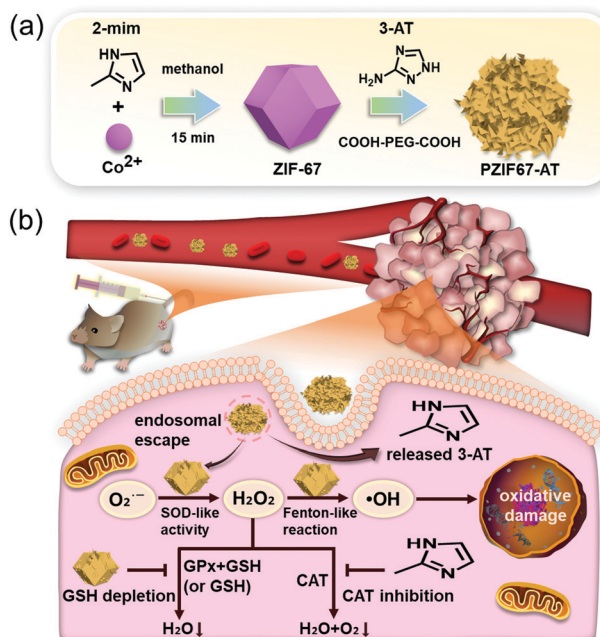 (a)
2-mim
HN
N
+
Co2+
methanol
15 min
ZIF-67
3-AT
N
NH
H2N
N
COOH-PEG-COOH
PZIF67-AT
(b)
endosomal
escape
HN
N
released 3-AT
O2·−
SOD-like
activity
H2O2
Fenton-like
reaction
•OH
oxidative
damage
GSH depletion
GPx+GSH
(or GSH)
CAT
HN
N
CAT inhibition
H2O↓
H2O+O2↓